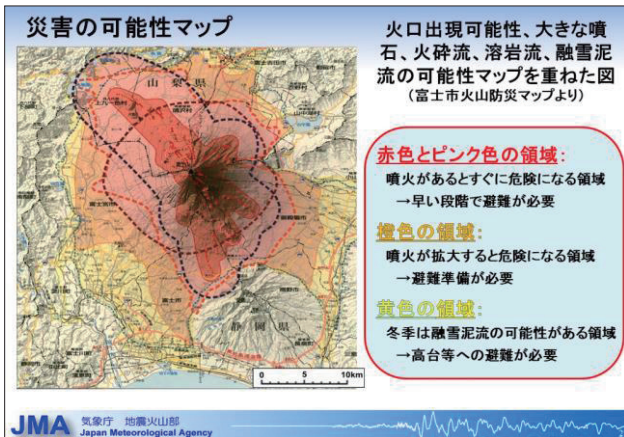 災害の可能性マップ
火口出現可能性、大きな噴
石、火砕流、溶岩流、融雪泥
流の可能性マップを重ねた図
(富士市火山防災マップより)
赤色とピンク色の領域：
噴火があるとすぐに危険になる領域
→早い段階で避難が必要
橙色の領域：
噴火が拡大すると危険になる領域
→避難準備が必要
黄色の領域：
冬季は融雪泥流の可能性がある領域
→高台等への避難が必要
山梨県
静岡県
富士市
0 5 10km
JMA 気象庁 地震火山部
Japan Meteorological Agency